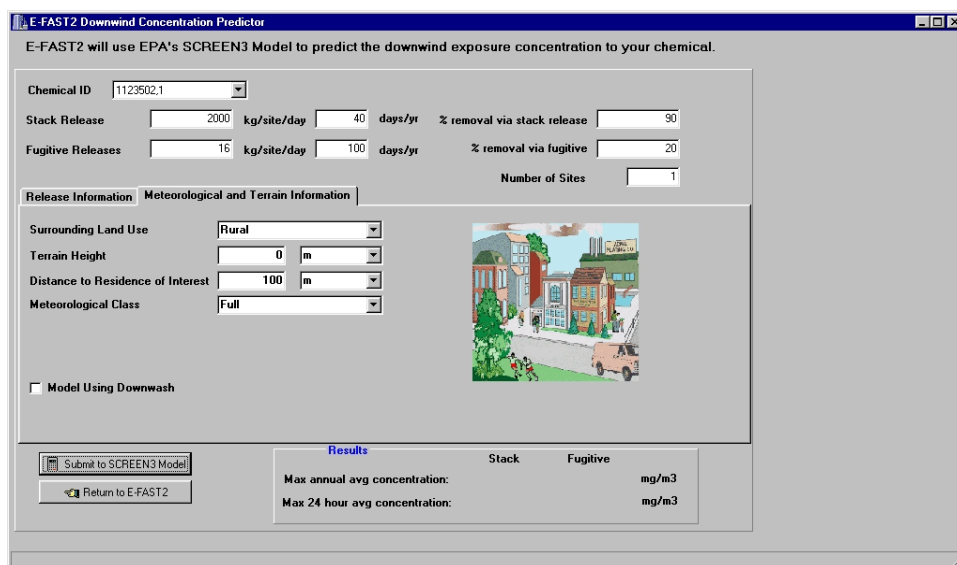 E-FAST2 Downwind Concentration Predictor
E-FAST2 will use EPA's SCREEN3 Model to predict the downwind exposure concentration to your chemical.
Chemical ID 1123502,1
Stack Release 2000 kg/site/day 40 days/yr % removal via stack release 90
Fugitive Releases 16 kg/site/day 100 days/yr % removal via fugitive 20
Number of Sites 1
Release Information Meteorological and Terrain Information
Surrounding Land Use Rural
Terrain Height 0 m
Distance to Residence of Interest 100 m
Meteorological Class Full
ACME
PLATING CO
Model Using Downwash
Results
Submit to SCREEN3 Model Stack Fugitive
Max annual avg concentration: mg/m3
Return to E-FAST2
Max 24 hour avg concentration: mg/m3